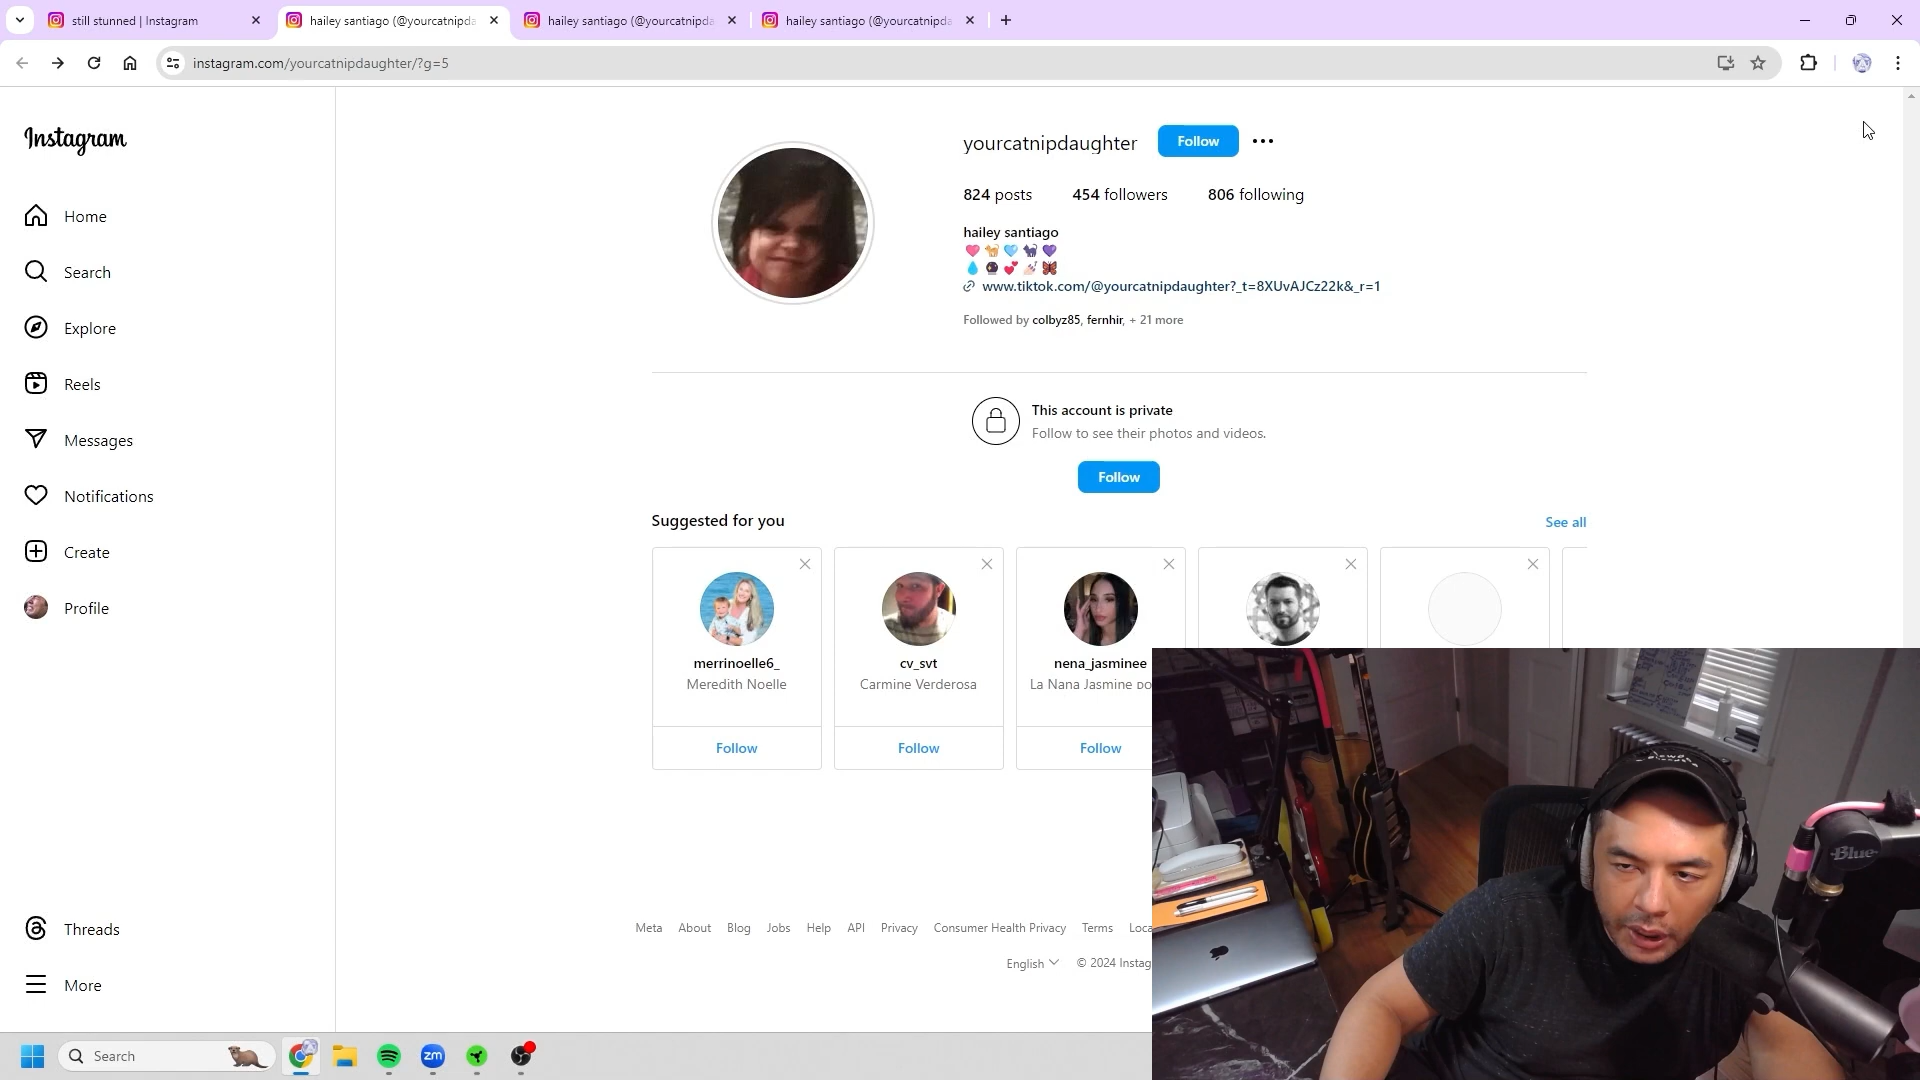 still stunned | Instagram
hailey santiago (@yourcatnipda
hailey santiago (@yourcatnipda
hailey santiago (@yourcatnipda
instagram.com/yourcatnipdaughter/?g=5
Instagram
Home
Search
Explore
Reels
Messages
Notifications
Create
Profile
Threads
More
yourcatnipdaughter
Follow
824 posts 454 followers 806 following
hailey santiago
www.tiktok.com/@yourcatnipdaughter?_t=8XUvAJCz22k&_r=1
Followed by colbyz85, fernhir, + 21 more
This account is private
Follow to see their photos and videos.
Follow
Suggested for you
See all
merrinoelle6_
Meredith Noelle
Follow
cv_svt
Carmine Verderosa
Follow
nena_jasminee
La Nana Jasmine
Follow
Meta About Blog Jobs Help API Privacy Consumer Health Privacy Terms Loca
English © 2024 Instag
Search
zm
Blue